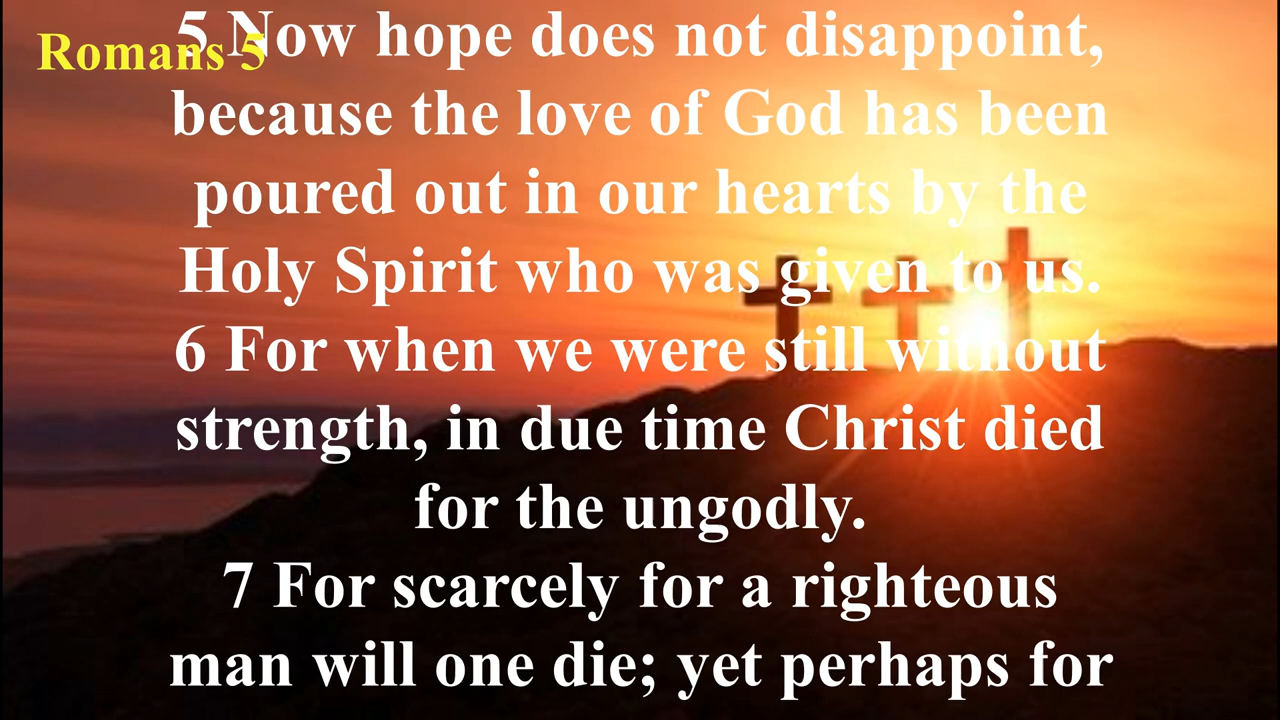 Romans 5
5 Now hope does not disappoint,
because the love of God has been
poured out in our hearts by the
Holy Spirit who was given to us.
6 For when we were still without
strength, in due time Christ died
for the ungodly.
7 For scarcely for a righteous
man will one die; yet perhaps for